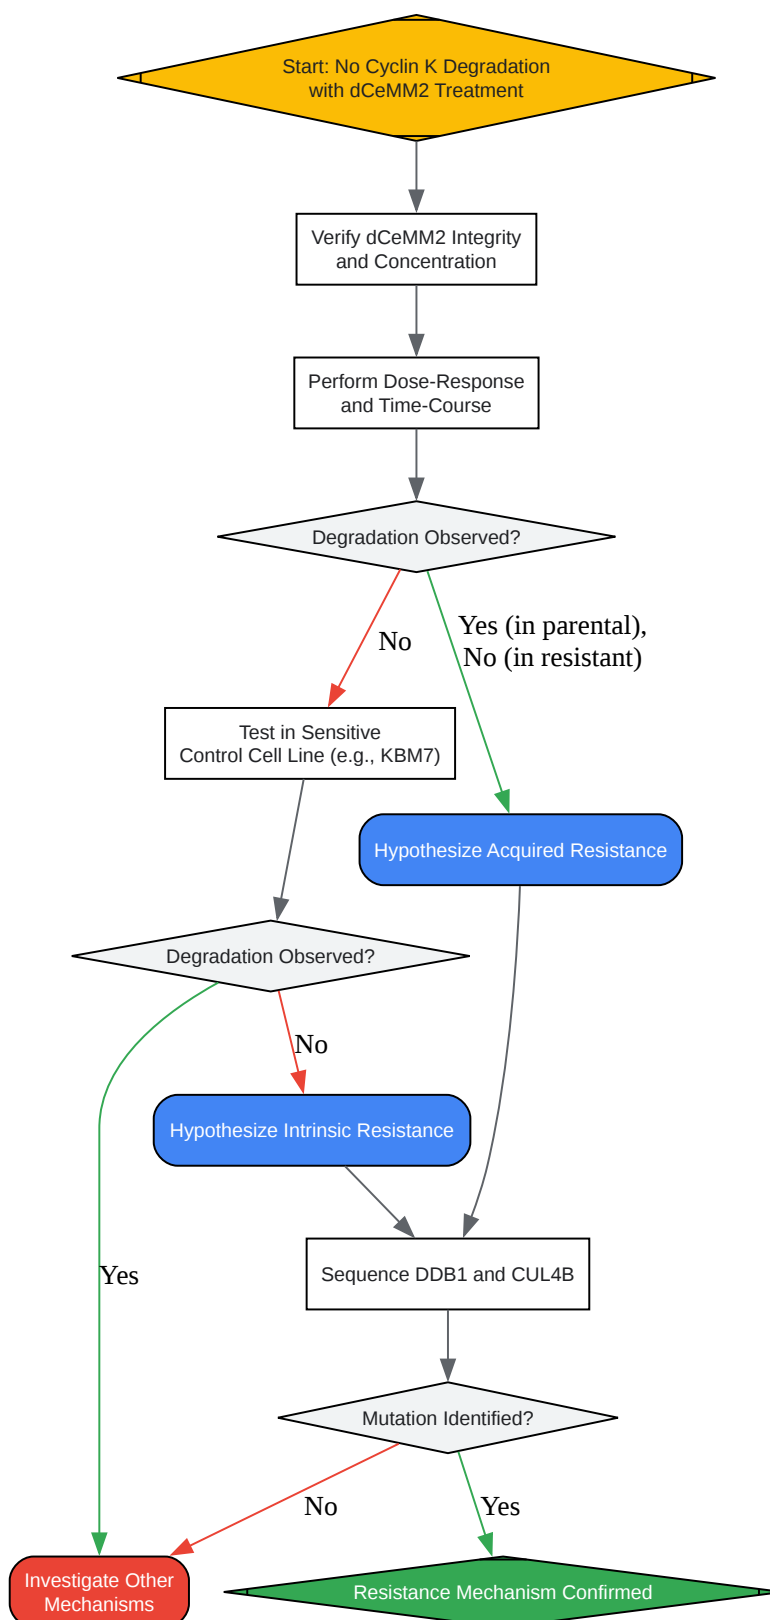 Start: No Cyclin K Degradation
with dCeMM2 Treatment
Verify dCeMM2 Integrity
and Concentration
Perform Dose-Response
and Time-Course
Degradation Observed?
No
Yes (in parental),
No (in resistant)
Test in Sensitive
Control Cell Line (e.g., KBM7)
Hypothesize Acquired Resistance
Degradation Observed?
No
Hypothesize Intrinsic Resistance
Yes
Sequence DDB1 and CUL4B
Mutation Identified?
No
Yes
Investigate Other
Mechanisms
Resistance Mechanism Confirmed